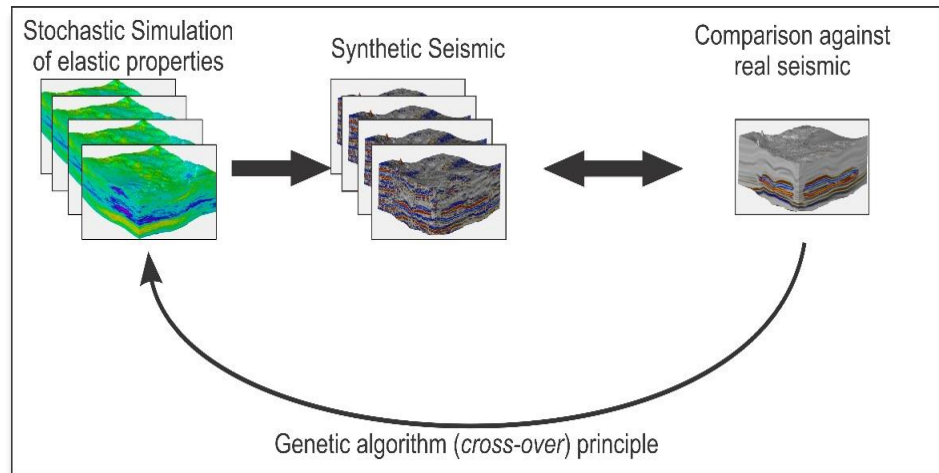 Stochastic Simulation
of elastic properties
Synthetic Seismic
Comparison against
real seismic
Genetic algorithm (cross-over) principle